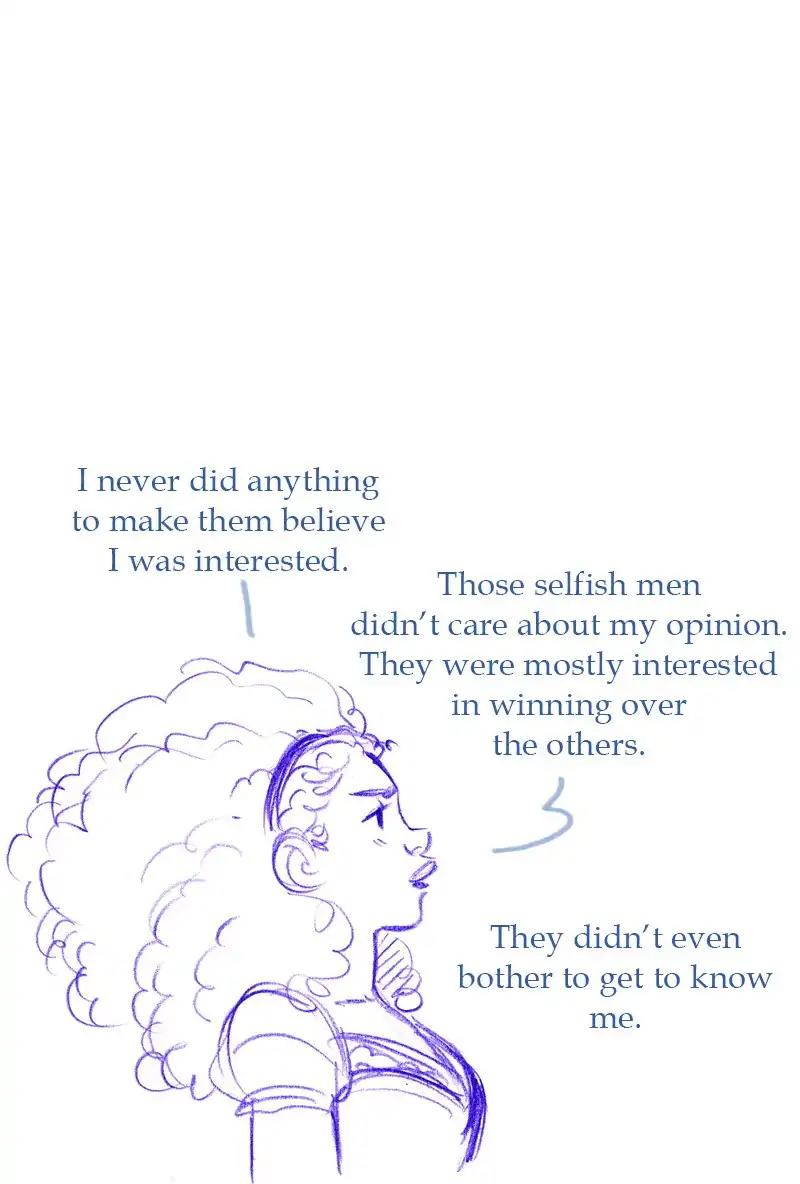 I never did anything
to make them believe
I was interested.
Those selfish men
didn't care about my opinion.
They were mostly interested
in winning over
the others.
They didn't even
bother to get to know
me.